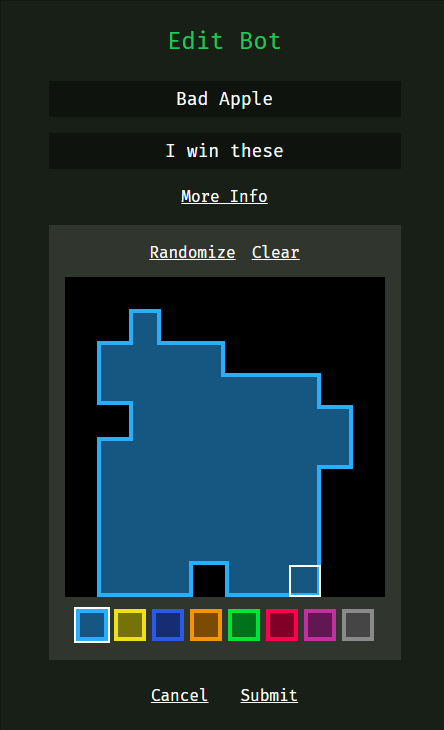 Edit Bot
Bad Apple
I win these
More Info
Randomize Clear
Cancel Submit